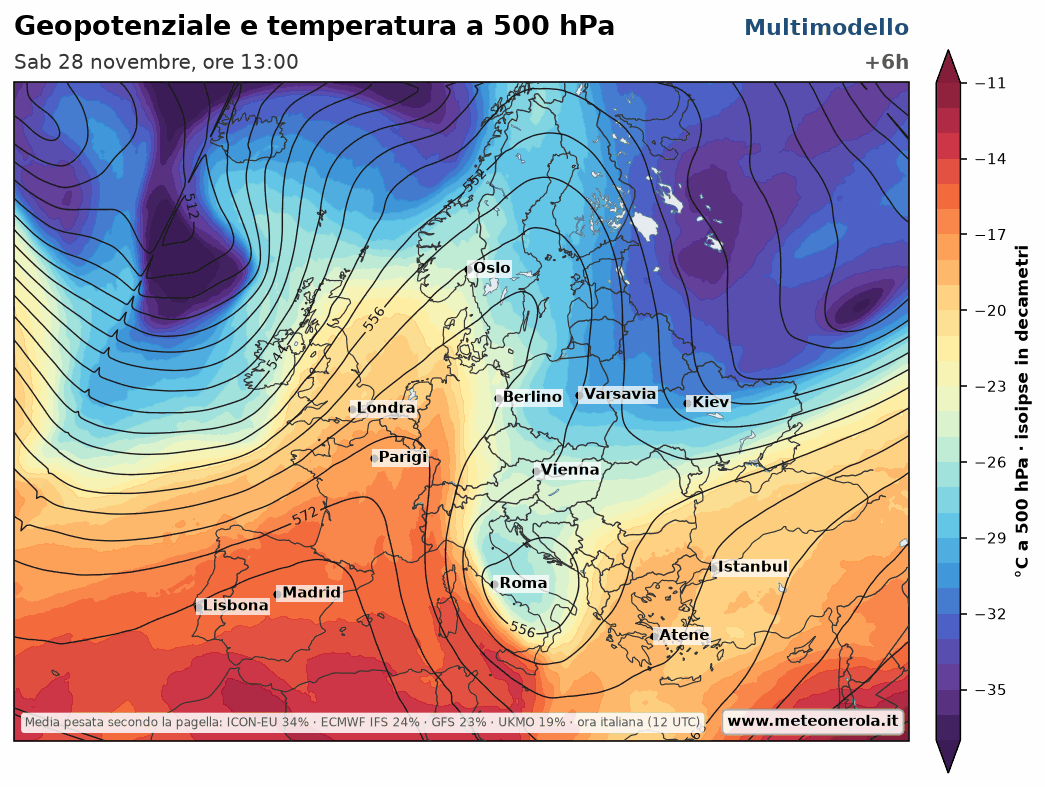 Geopotenziale e temperatura a 500 hPa
Multimodello
Sab 28 novembre, ore 13:00
+6h
512
552
544
556
572
556
Oslo
Londra
Berlino
Varsavia
Kiev
Parigi
Vienna
Roma
Istanbul
Madrid
Lisbona
Atene
Media pesata secondo la pagella: ICON-EU 34% · ECMWF IFS 24% · GFS 23% · UKMO 19% · ora italiana (12 UTC)
www.meteonerola.it
−11
−14
−17
−20
−23
−26
−29
−32
−35
°C a 500 hPa · isoipse in decametri